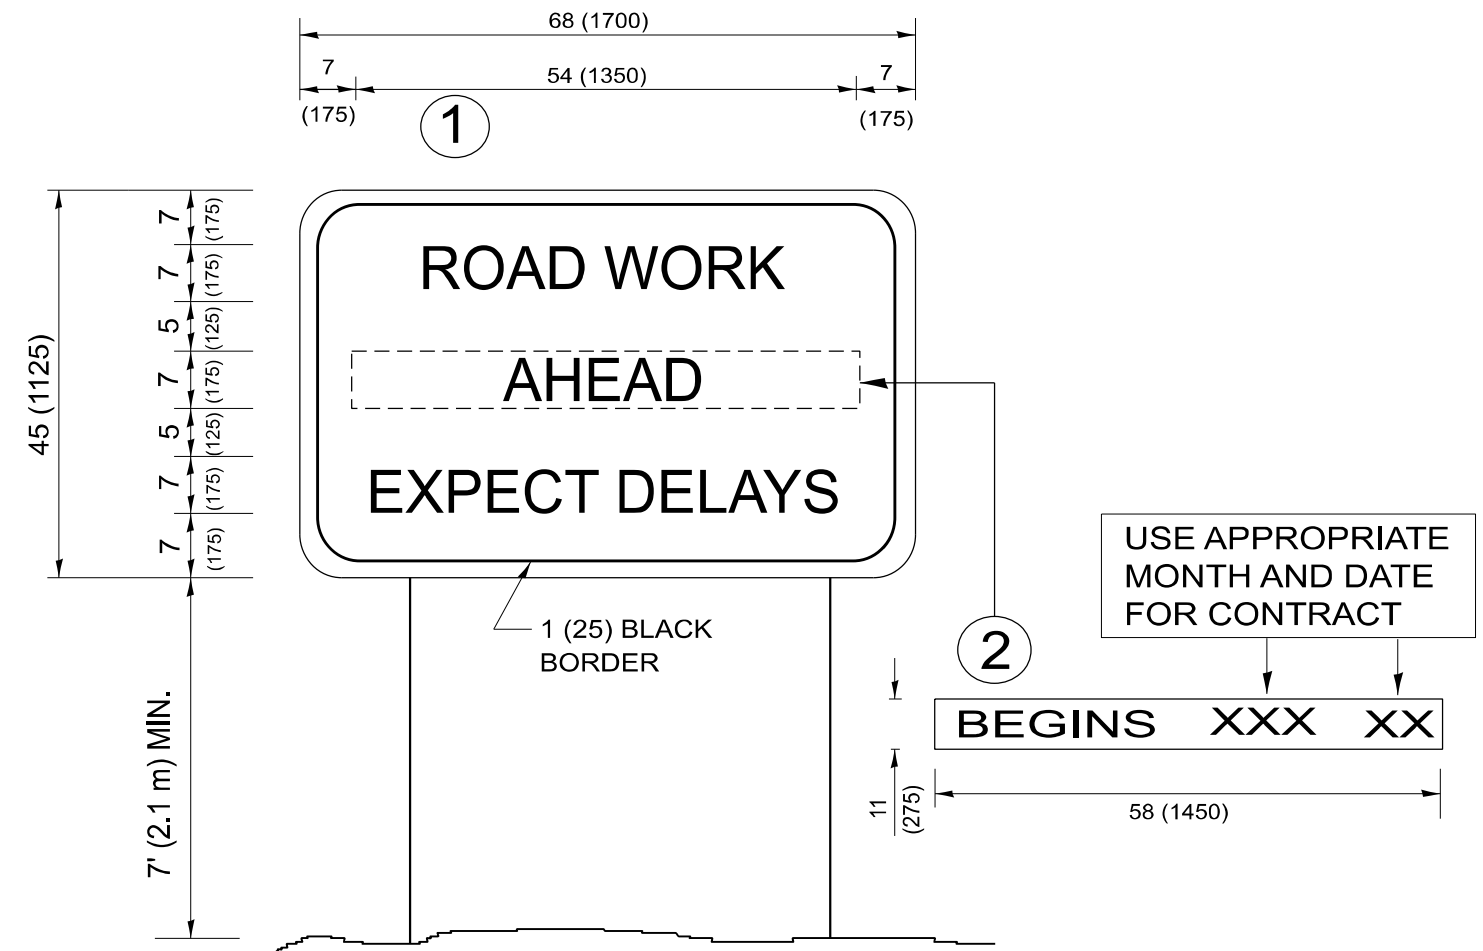 68 (1700)
7
54 (1350)
7
(175)
(175)
1
7 (175)
7 (175)
5 (125)
7 (175)
5 (125)
7 (175)
7 (175)
45 (1125)
ROAD WORK
AHEAD
EXPECT DELAYS
1 (25) BLACK
BORDER
7' (2.1 m) MIN.
2
USE APPROPRIATE
MONTH AND DATE
FOR CONTRACT
BEGINS XXX XX
11
(275)
58 (1450)